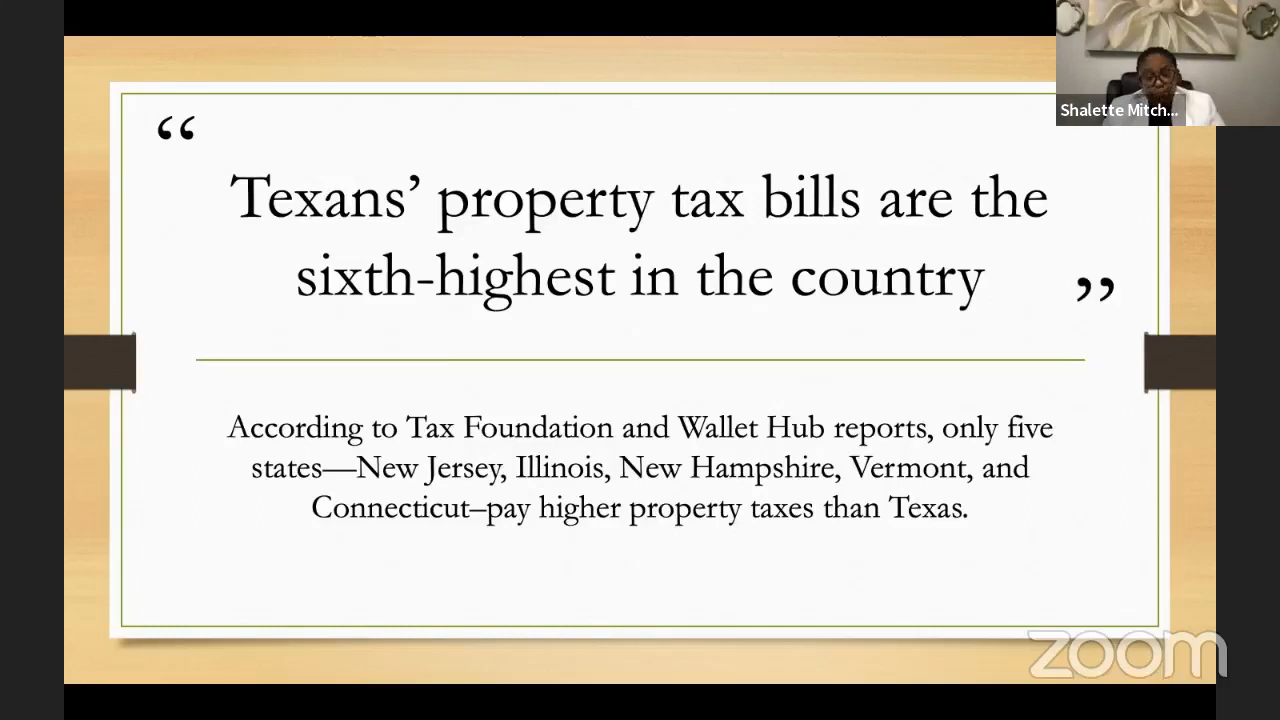 Shalette Mitch...
“
Texans’ property tax bills are the
sixth-highest in the country
”
According to Tax Foundation and Wallet Hub reports, only five
states—New Jersey, Illinois, New Hampshire, Vermont, and
Connecticut–pay higher property taxes than Texas.
zoom